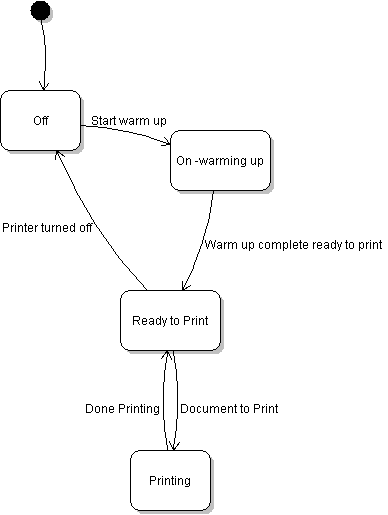 Off
Start warm up
On -warming up
Printer turned off
Warm up complete ready to print
Ready to Print
Done Printing
Document to Print
Printing